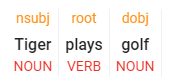 nsubj root dobj
Tiger plays golf
NOUN VERB NOUN